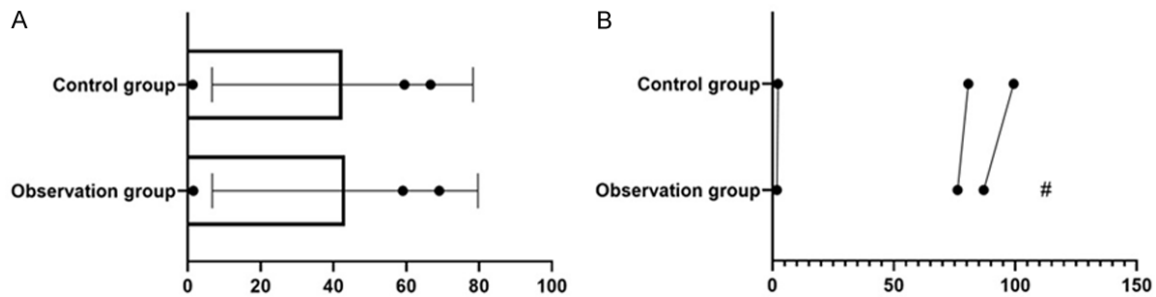 A
Control group
Observation group
0 20 40 60 80 100
B
Control group
Observation group
#
0 50 100 150